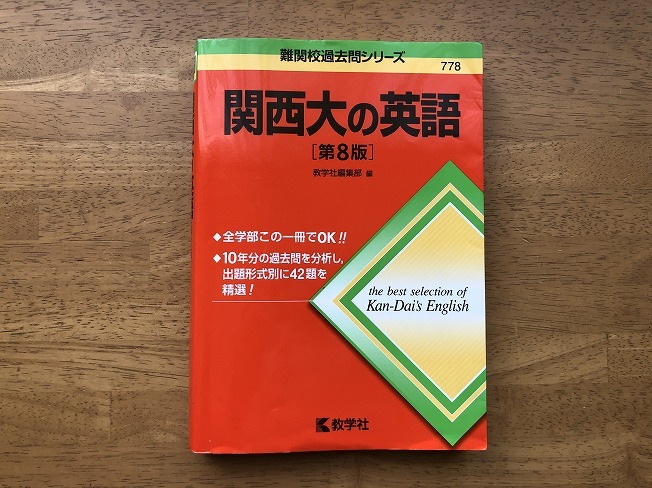 難関校過去問シリーズ
778
関西大の英語
[第8版]
教学社編集部 編
◆全学部この一冊でOK!!
◆10年分の過去問を分析し,
出題形式別に42題を
精選!
the best selection of
Kan-Dai's English
教学社